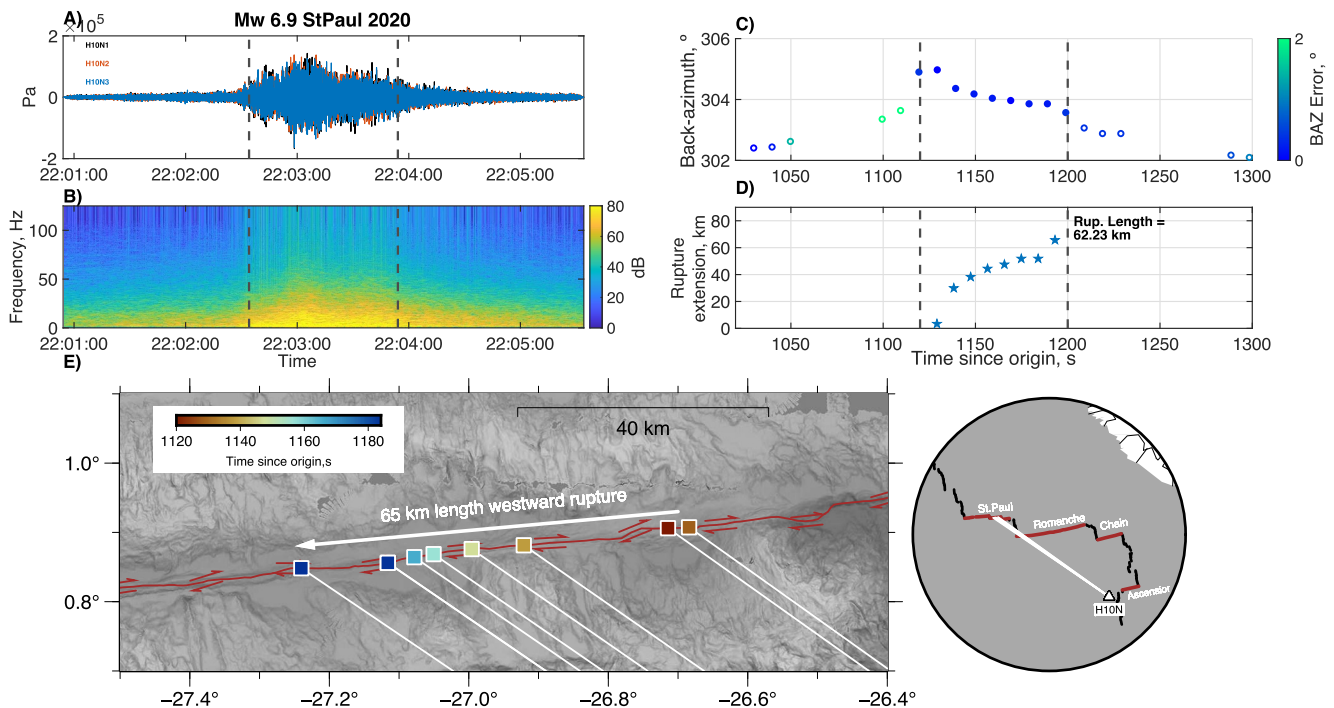 A)
×10^5
Mw 6.9 StPaul 2020
2
0
-2
Pa
H10N1
H10N2
H10N3
22:01:00 22:02:00 22:03:00 22:04:00 22:05:00
B)
100
50
0
Frequency, Hz
22:01:00 22:02:00 22:03:00 22:04:00 22:05:00
Time
80
60
40
20
0
dB
C)
306
304
302
Back-azimuth, º
1050 1100 1150 1200 1250 1300
2
0
BAZ Error, º
D)
80
60
40
20
0
Rupture
extension, km
Rup. Length =
62.23 km
1050 1100 1150 1200 1250 1300
Time since origin, s
E)
1120 1140 1160 1180
Time since origin,s
40 km
65 km length westward rupture
1.0°
0.8°
−27.4° −27.2° −27.0° −26.8° −26.6° −26.4°
St.Paul
Romanche
Chain
Ascension
H10N